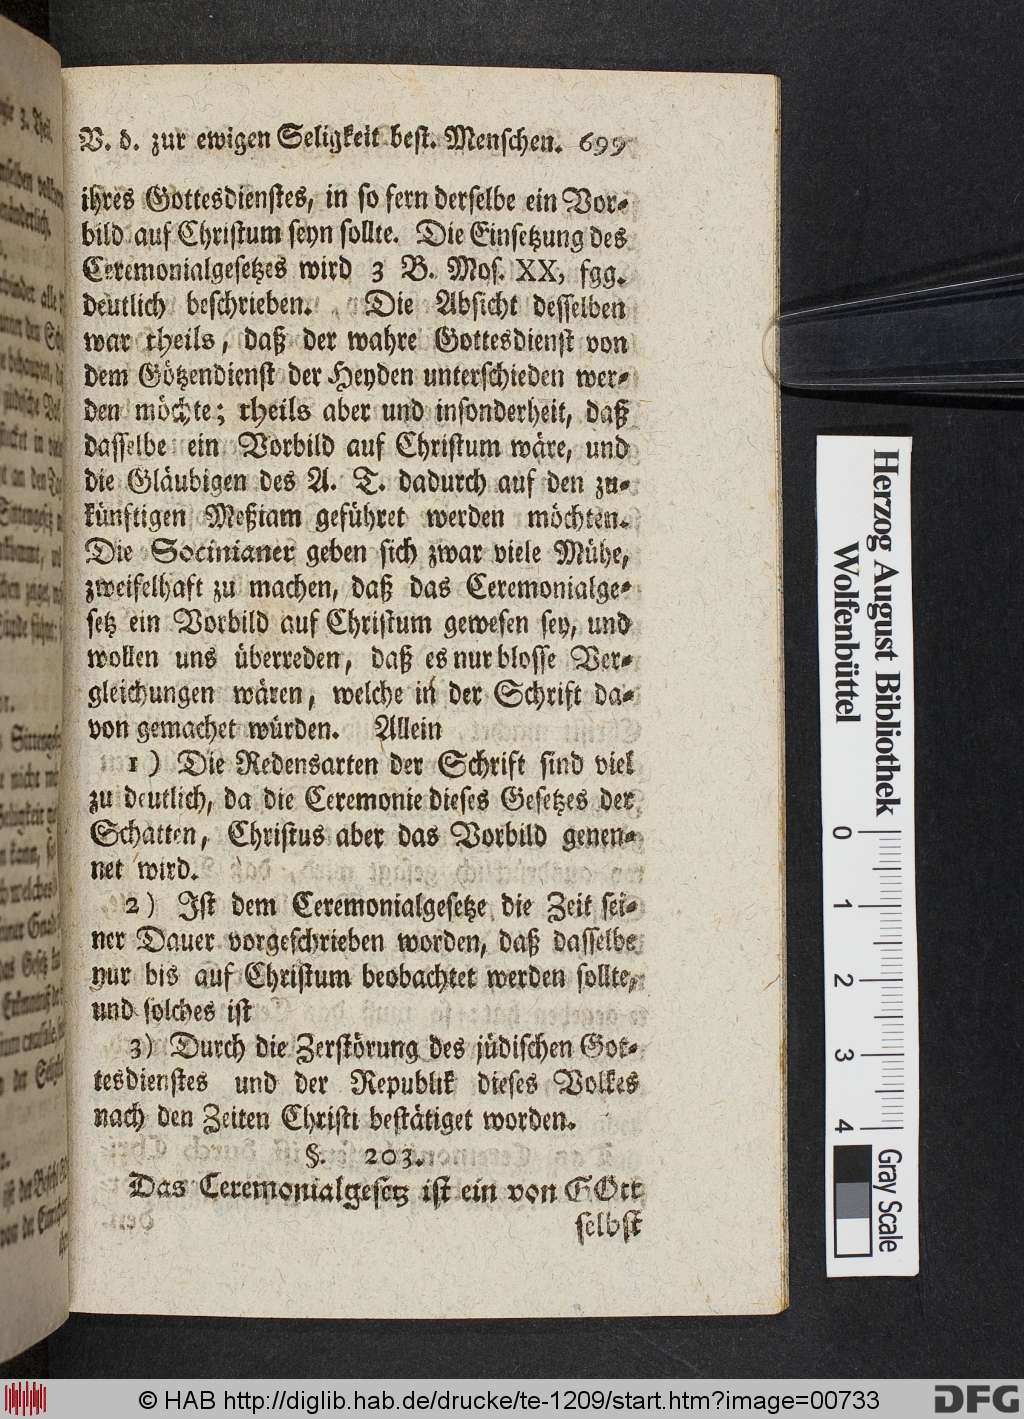 V. d. zur ewigen Seligkeit best. Menschen. 699
ihres Gottesdienstes, in so fern derselbe ein Vor-
bild auf Christum seyn sollte. Die Einsetzung des
Ceremonialgesetzes wird 3 B. Mos. XX, fgg.
deutlich beschrieben. Die Absicht desselben
war theils, daß der wahre Gottesdienst von
dem Götzendienst der Heyden unterschieden wer-
den möchte; theils aber und insonderheit, daß
dasselbe ein Vorbild auf Christum wäre, und
die Gläubigen des A. T. dadurch auf den zu-
künftigen Meßiam geführet werden möchten.
Die Socinianer geben sich zwar viele Mühe,
zweifelhaft zu machen, daß das Ceremonialge-
setz ein Vorbild auf Christum gewesen sey, und
wollen uns überreden, daß es nur blosse Ver-
gleichungen wären, welche in der Schrift da-
von gemachet würden. Allein
1) Die Redensarten der Schrift sind viel
zu deutlich, da die Ceremonie dieses Gesetzes der
Schatten, Christus aber das Vorbild genen-
net wird.
2) Ist dem Ceremonialgesetze die Zeit sei-
ner Dauer vorgeschrieben worden, daß dasselbe
nur bis auf Christum beobachtet werden sollte,
und solches ist
3) Durch die Zerstörung des jüdischen Got-
tesdienstes und der Republik dieses Volkes
nach den Zeiten Christi bestätiget worden.
§. 203.
Das Ceremonialgesetz ist ein von GOtt
selbst
Herzog August Bibliothek
Wolfenbüttel
0
1
2
3
4
Gray Scale
© HAB http://diglib.hab.de/drucke/te-1209/start.htm?image=00733
DFG